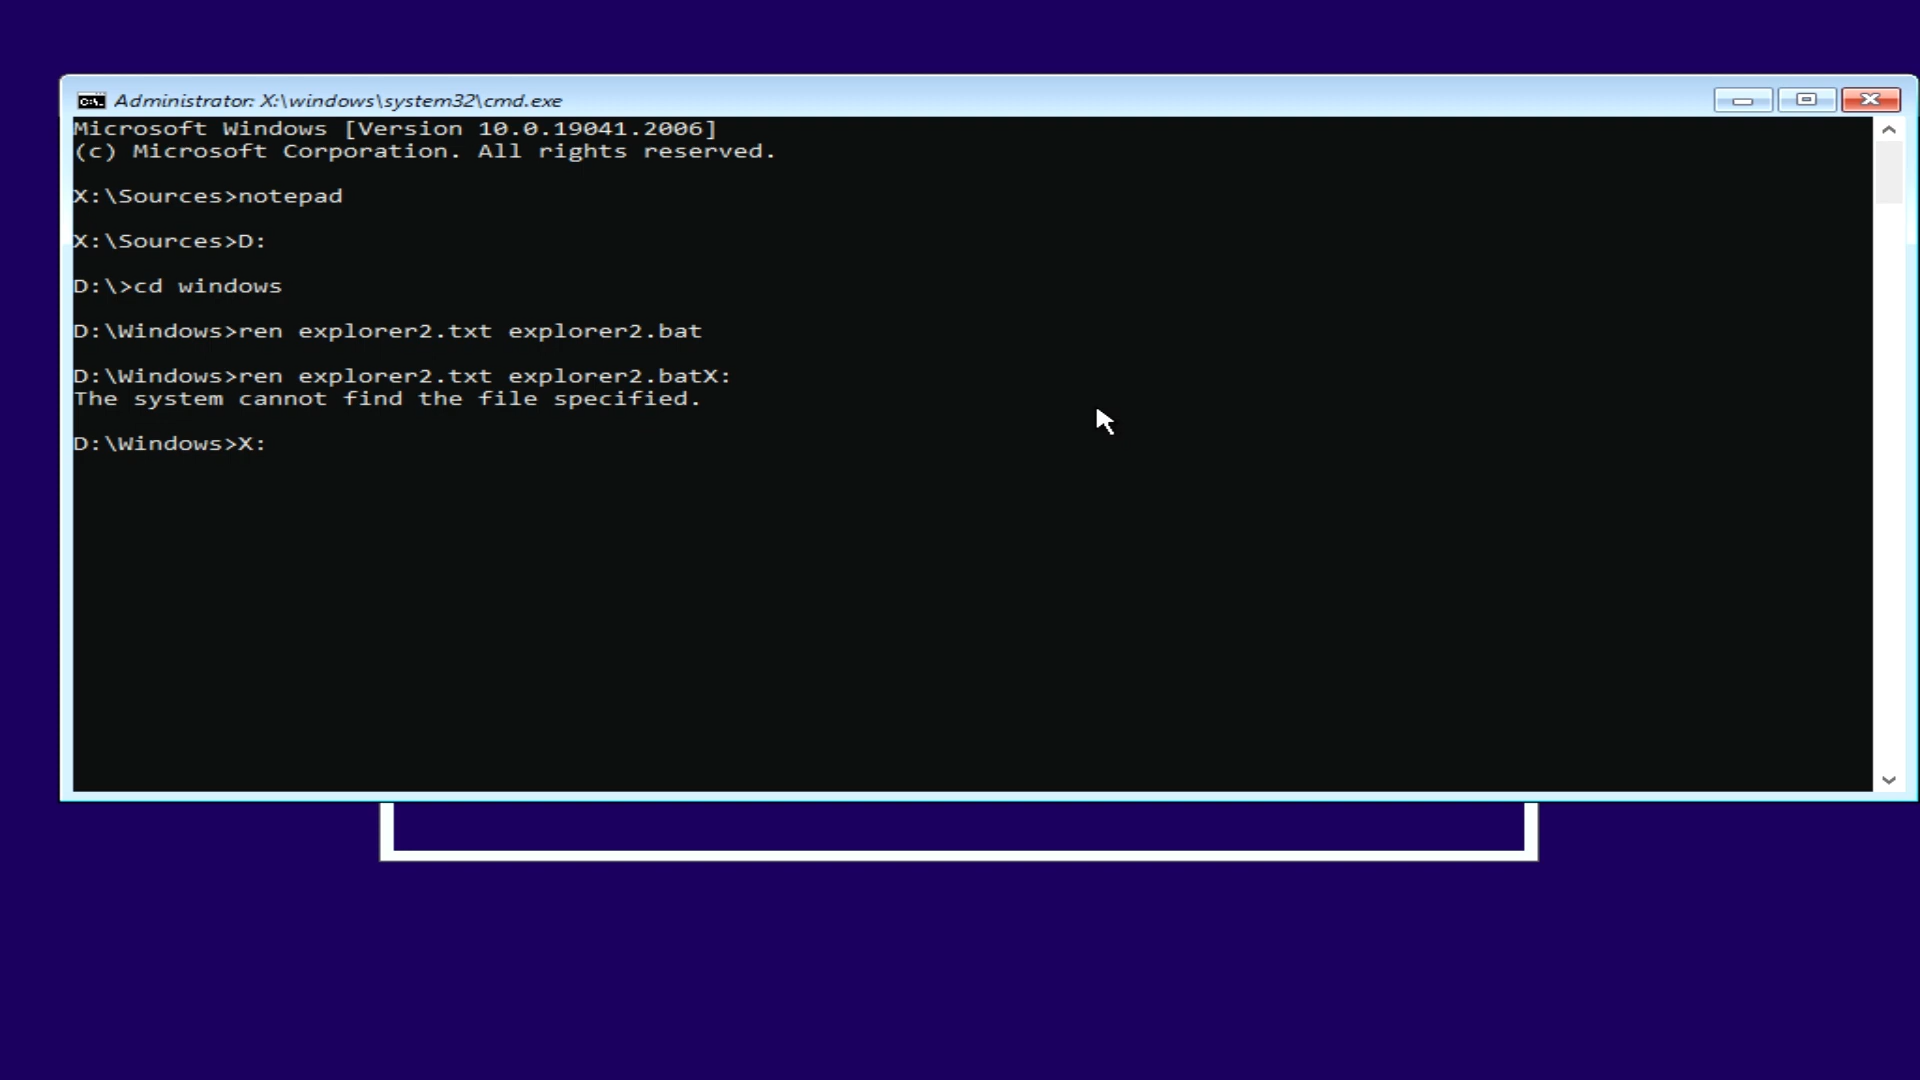 Administrator: X:\windows\system32\cmd.exe
Microsoft Windows [Version 10.0.19041.2006]
(c) Microsoft Corporation. All rights reserved.
X:\Sources>notepad
X:\Sources>D:
D:\>cd windows
D:\Windows>ren explorer2.txt explorer2.bat
D:\Windows>ren explorer2.txt explorer2.batX:
The system cannot find the file specified.
D:\Windows>X: